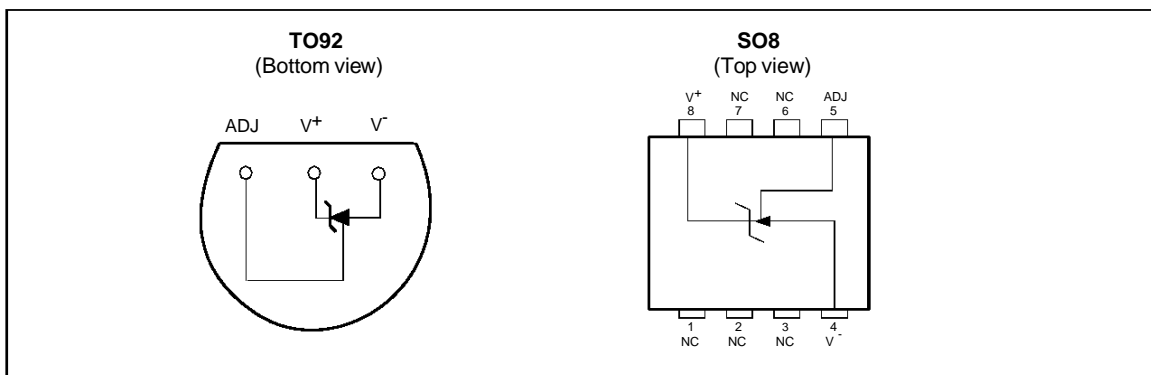 TO92
(Bottom view)
ADJ V+ V-
SO8
(Top view)
V+ NC NC ADJ
8 7 6 5
1 2 3 4
NC NC NC V-